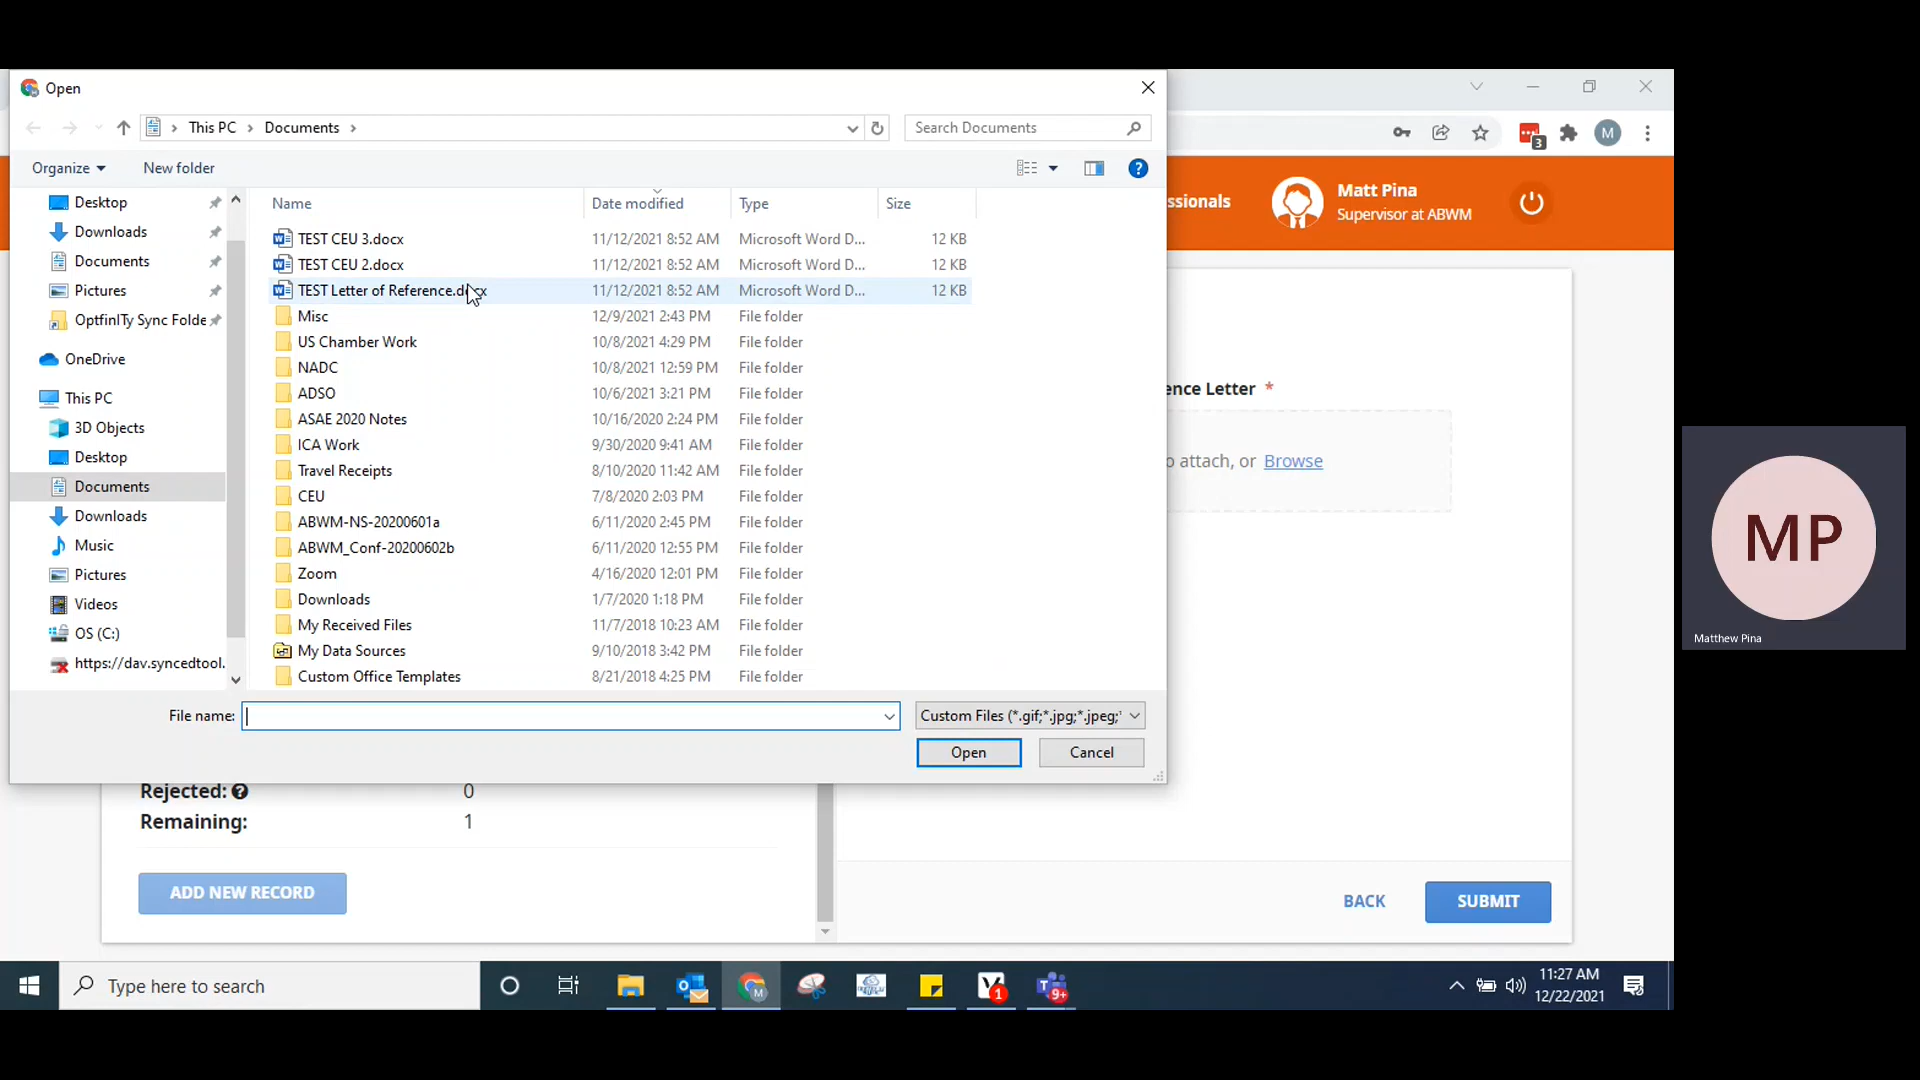 Open
This PC > Documents >
Search Documents
Organize
New folder
?
Name Date modified Type Size
Desktop
Downloads
Documents
Pictures
OptfinITy Sync Folde
OneDrive
This PC
3D Objects
Desktop
Documents
Downloads
Music
Pictures
Videos
OS (C:)
https://dav.syncedtool.
TEST CEU 3.docx 11/12/2021 8:52 AM Microsoft Word D... 12 KB
TEST CEU 2.docx 11/12/2021 8:52 AM Microsoft Word D... 12 KB
TEST Letter of Reference.docx 11/12/2021 8:52 AM Microsoft Word D... 12 KB
Misc 12/9/2021 2:43 PM File folder
US Chamber Work 10/8/2021 4:29 PM File folder
NADC 10/8/2021 12:59 PM File folder
ADSO 10/6/2021 3:21 PM File folder
ASAE 2020 Notes 10/16/2020 2:24 PM File folder
ICA Work 9/30/2020 9:41 AM File folder
Travel Receipts 8/10/2020 11:42 AM File folder
CEU 7/8/2020 2:03 PM File folder
ABWM-NS-20200601a 6/11/2020 2:45 PM File folder
ABWM_Conf-20200602b 6/11/2020 12:55 PM File folder
Zoom 4/16/2020 12:01 PM File folder
Downloads 1/7/2020 1:18 PM File folder
My Received Files 11/7/2018 10:23 AM File folder
My Data Sources 9/10/2018 3:42 PM File folder
Custom Office Templates 8/21/2018 4:25 PM File folder
File name:
Custom Files (*.gif;*.jpg;*.jpeg;*
Open
Cancel
3
M
ssionals
Matt Pina
Supervisor at ABWM
ence Letter *
o attach, or Browse
Rejected: ? 0
Remaining: 1
ADD NEW RECORD
BACK
SUBMIT
MP
Matthew Pina
Type here to search
M
1
9+
11:27 AM
12/22/2021